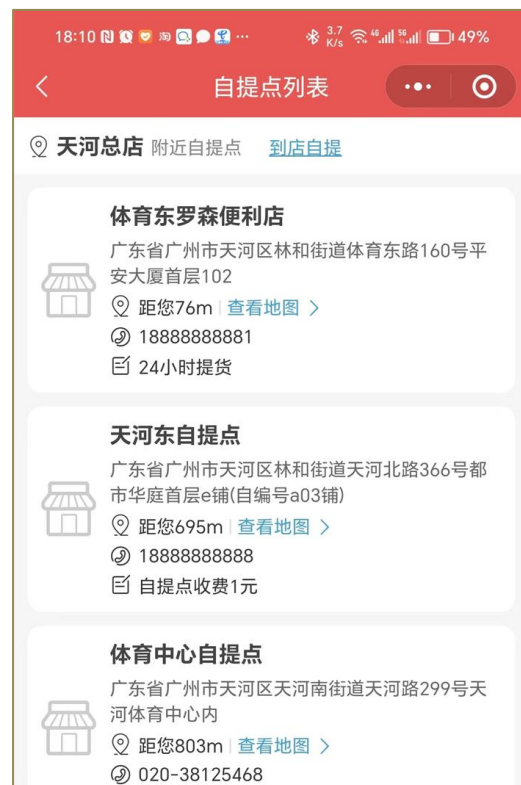 18:10
3.7
K/s
4G
5G
49%
自提点列表
天河总店 附近自提点 到店自提
体育东罗森便利店
广东省广州市天河区林和街道体育东路160号平
安大厦首层102
距您76m 查看地图
18888888881
24小时提货
天河东自提点
广东省广州市天河区林和街道天河北路366号都
市华庭首层e铺(自编号a03铺)
距您695m 查看地图
18888888888
自提点收费1元
体育中心自提点
广东省广州市天河区天河南街道天河路299号天
河体育中心内
距您803m 查看地图
020-38125468